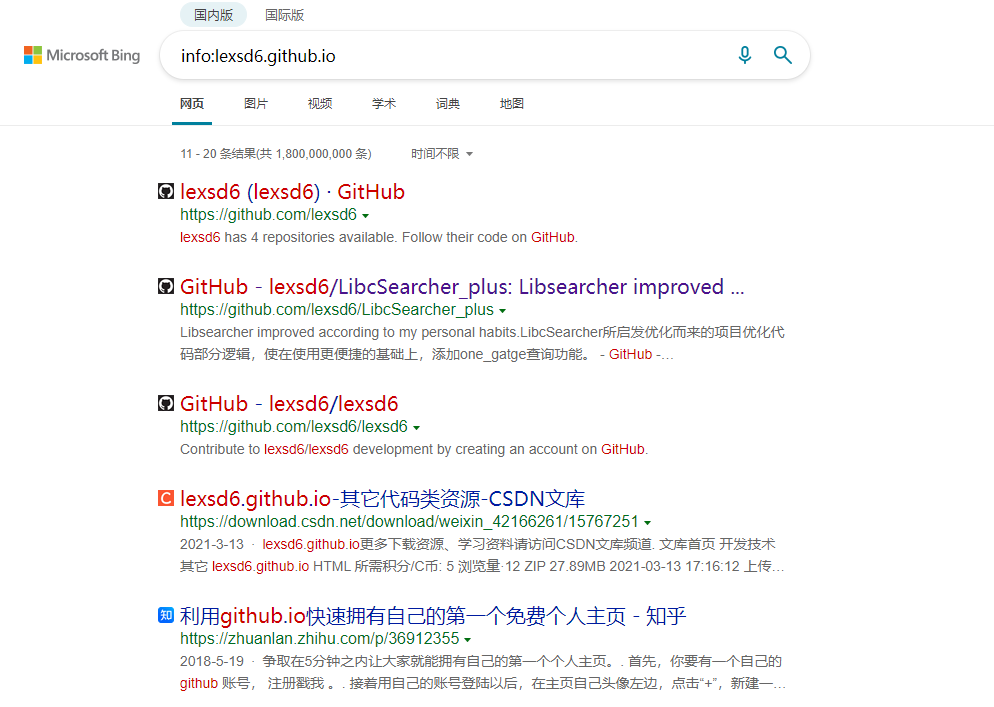 国内版 国际版
Microsoft Bing
info:lexsd6.github.io
网页 图片 视频 学术 词典 地图
11 - 20 条结果(共 1,800,000,000 条) 时间不限
lexsd6 (lexsd6) · GitHub
https://github.com/lexsd6
lexsd6 has 4 repositories available. Follow their code on GitHub.
GitHub - lexsd6/LibcSearcher_plus: Libsearcher improved ...
https://github.com/lexsd6/LibcSearcher_plus
Libsearcher improved according to my personal habits.LibcSearcher所启发优化而来的项目优化代
码部分逻辑，使在使用更便捷的基础上，添加one_gatge查询功能。 - GitHub -…
GitHub - lexsd6/lexsd6
https://github.com/lexsd6/lexsd6
Contribute to lexsd6/lexsd6 development by creating an account on GitHub.
lexsd6.github.io-其它代码类资源-CSDN文库
https://download.csdn.net/download/weixin_42166261/15767251
2021-3-13 · lexsd6.github.io更多下载资源、学习资料请访问CSDN文库频道. 文库首页 开发技术
其它 lexsd6.github.io HTML 所需积分/C币: 5 浏览量·12 ZIP 27.89MB 2021-03-13 17:16:12 上传…
知 利用github.io快速拥有自己的第一个免费个人主页 - 知乎
https://zhuanlan.zhihu.com/p/36912355
2018-5-19 · 争取在5分钟之内让大家就能拥有自己的第一个个人主页。. 首先，你要有一个自己的
github 账号， 注册戳我 。. 接着用自己的账号登陆以后，在主页自己头像左边，点击“+”，新建一…